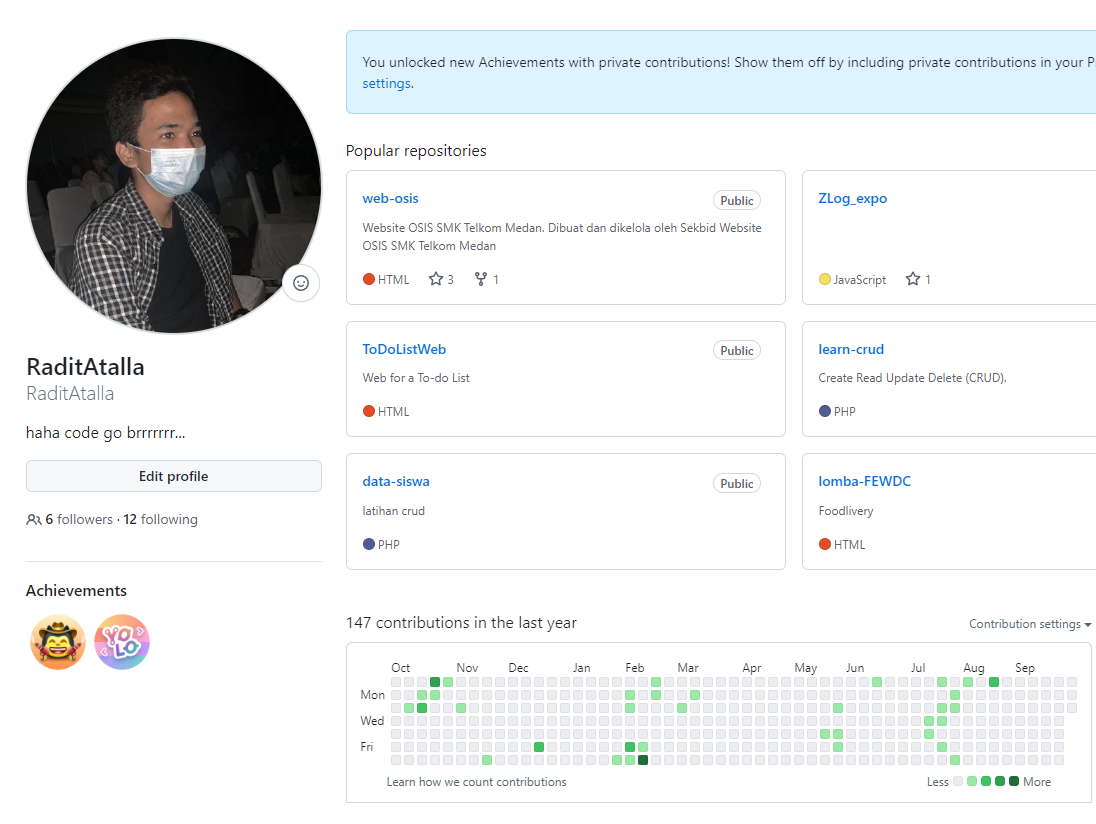 You unlocked new Achievements with private contributions! Show them off by including private contributions in your
settings.
Popular repositories
web-osis
Public
Website OSIS SMK Telkom Medan. Dibuat dan dikelola oleh Sekbid Website
OSIS SMK Telkom Medan
HTML 3 1
ZLog_expo
JavaScript 1
ToDoListWeb
Public
Web for a To-do List
HTML
learn-crud
Create Read Update Delete (CRUD).
PHP
data-siswa
Public
latihan crud
PHP
lomba-FEWDC
Foodlivery
HTML
RaditAtalla
RaditAtalla
haha code go brrrrrrr...
Edit profile
6 followers · 12 following
Achievements
YOLO
147 contributions in the last year
Contribution settings
Oct Nov Dec Jan Feb Mar Apr May Jun Jul Aug Sep
Mon
Wed
Fri
Learn how we count contributions
Less More